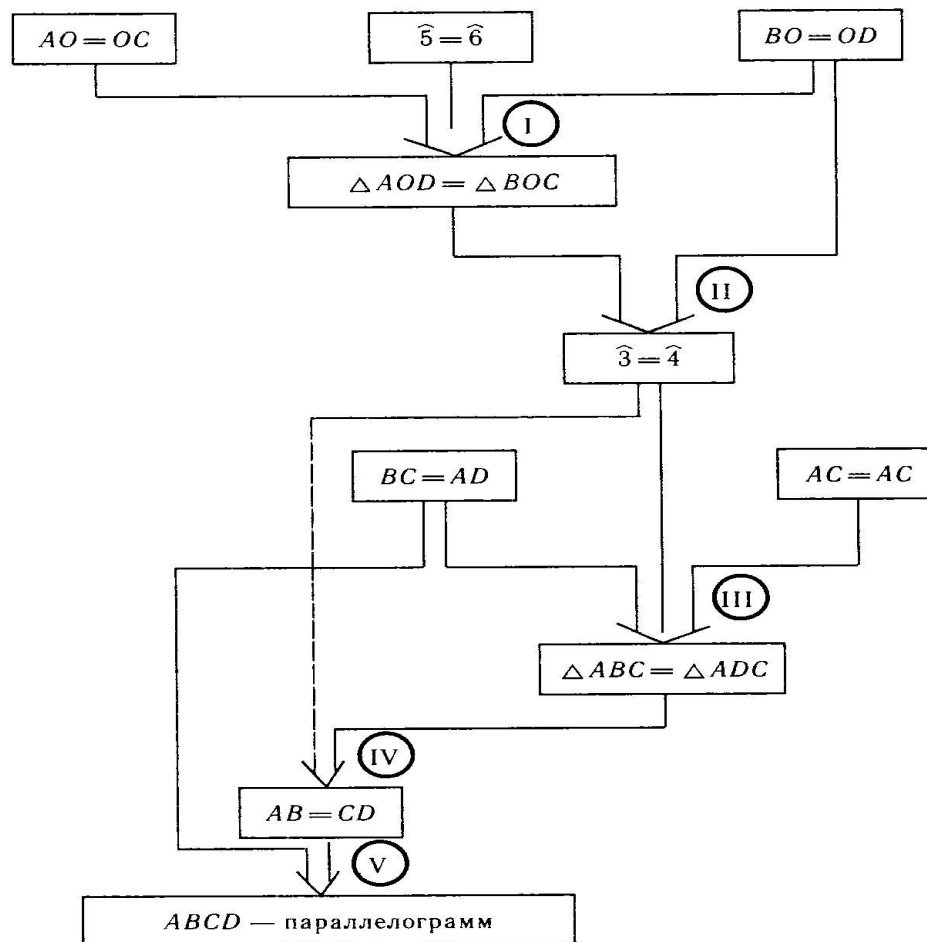 AO=OC
5̂=6̂
BO=OD
I
△AOD=△BOC
II
3̂=4̂
BC=AD
AC=AC
III
△ABC=△ADC
IV
AB=CD
V
ABCD — параллелограмм